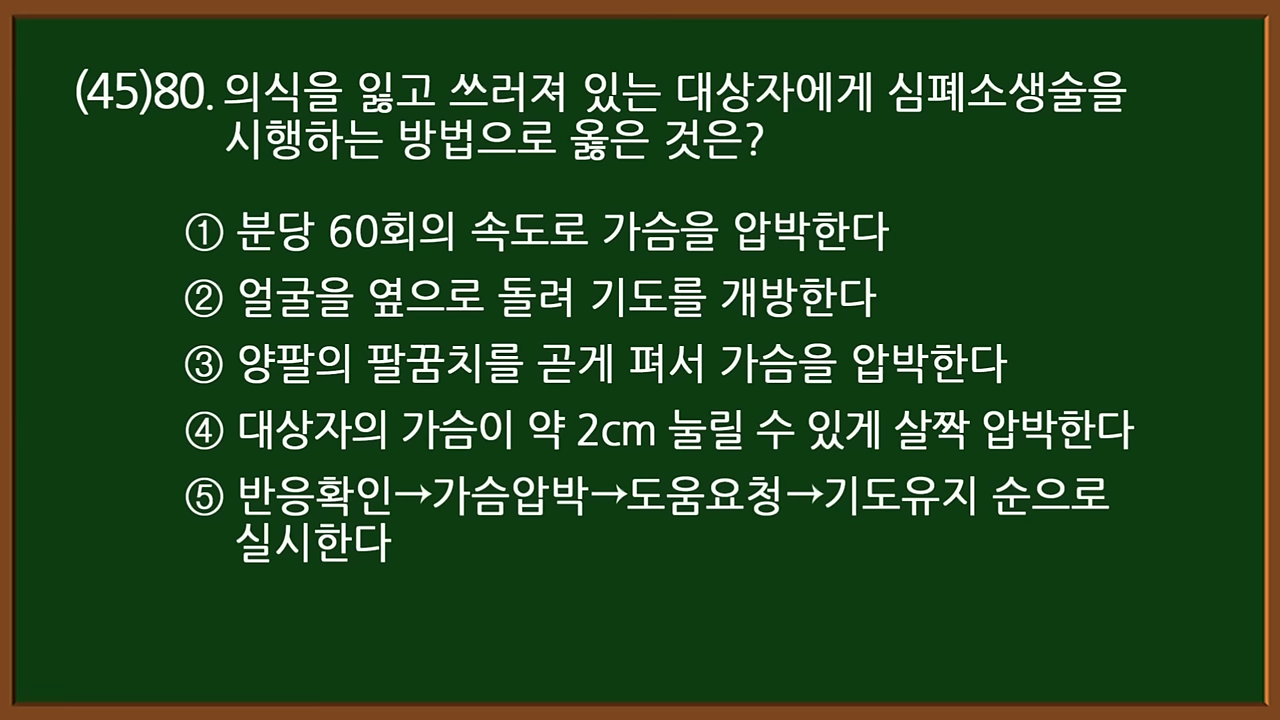 (45)80. 의식을 잃고 쓰러져 있는 대상자에게 심폐소생술을
시행하는 방법으로 옳은 것은?
① 분당 60회의 속도로 가슴을 압박한다
② 얼굴을 옆으로 돌려 기도를 개방한다
③ 양팔의 팔꿈치를 곧게 펴서 가슴을 압박한다
④ 대상자의 가슴이 약 2cm 눌릴 수 있게 살짝 압박한다
⑤ 반응확인→가슴압박→도움요청→기도유지 순으로
실시한다